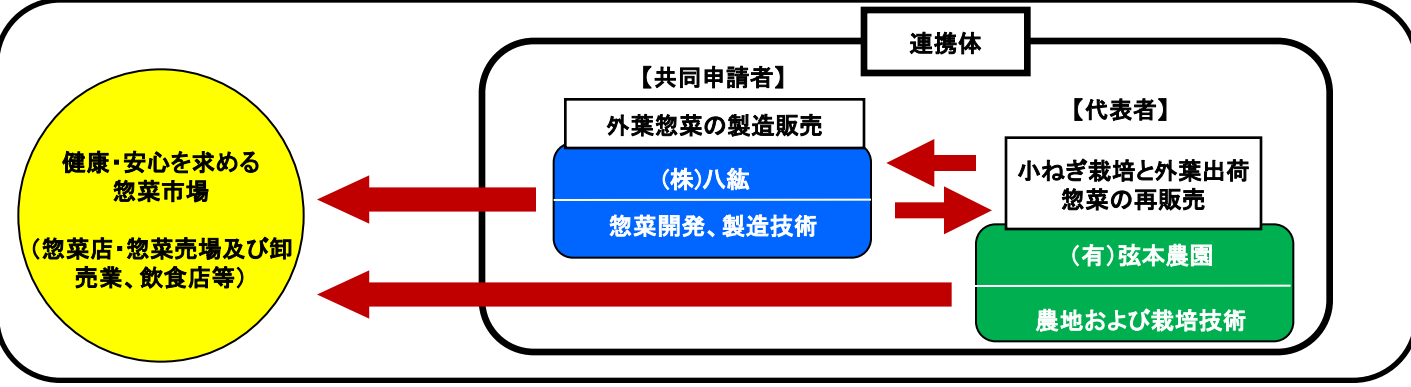 連携体
【共同申請者】
外葉惣菜の製造販売
(株)八紘
惣菜開発、製造技術
【代表者】
小ねぎ栽培と外葉出荷
惣菜の再販売
(有)弦本農園
農地および栽培技術
健康・安心を求める
惣菜市場
(惣菜店・惣菜売場及び卸
売業、飲食店等)